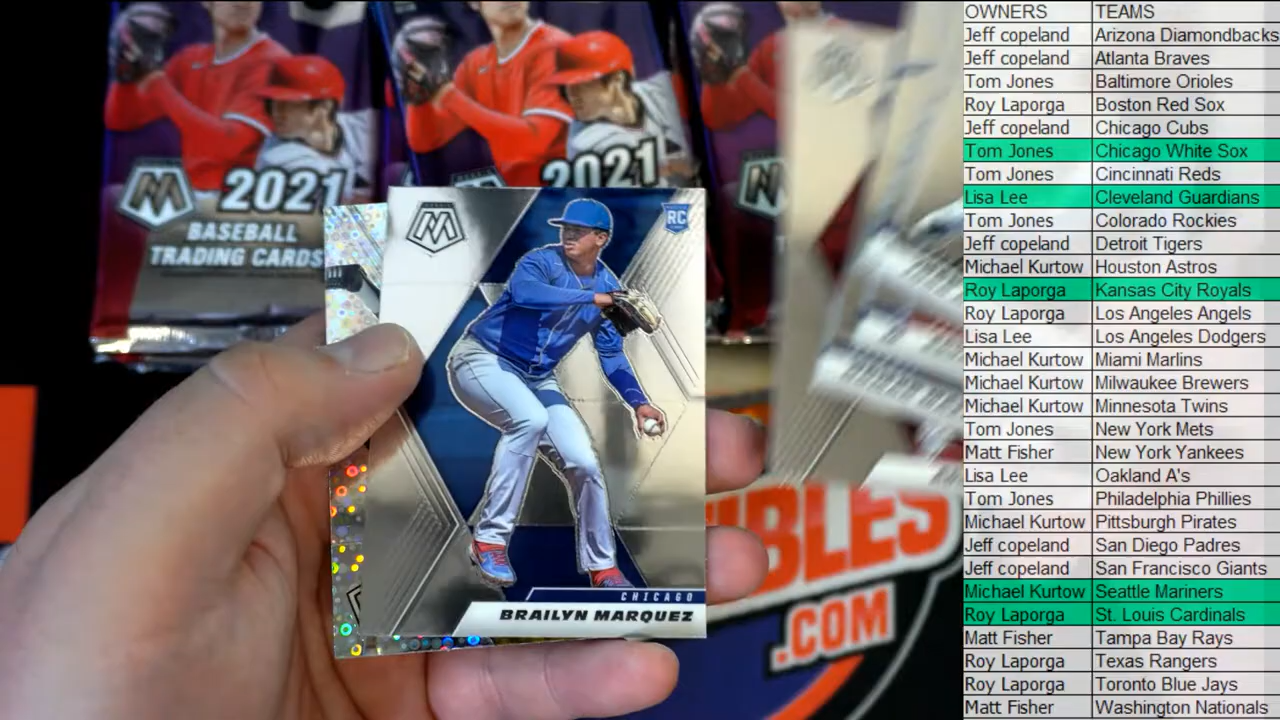 2021
BASEBALL
TRADING CARDS
2021
RC
CHICAGO
BRAILYN MARQUEZ
IBLES
.COM
OWNERS TEAMS
Jeff copeland Arizona Diamondbacks
Jeff copeland Atlanta Braves
Tom Jones Baltimore Orioles
Roy Laporga Boston Red Sox
Jeff copeland Chicago Cubs
Tom Jones Chicago White Sox
Tom Jones Cincinnati Reds
Lisa Lee Cleveland Guardians
Tom Jones Colorado Rockies
Jeff copeland Detroit Tigers
Michael Kurtow Houston Astros
Roy Laporga Kansas City Royals
Roy Laporga Los Angeles Angels
Lisa Lee Los Angeles Dodgers
Michael Kurtow Miami Marlins
Michael Kurtow Milwaukee Brewers
Michael Kurtow Minnesota Twins
Tom Jones New York Mets
Matt Fisher New York Yankees
Lisa Lee Oakland A's
Tom Jones Philadelphia Phillies
Michael Kurtow Pittsburgh Pirates
Jeff copeland San Diego Padres
Jeff copeland San Francisco Giants
Michael Kurtow Seattle Mariners
Roy Laporga St. Louis Cardinals
Matt Fisher Tampa Bay Rays
Roy Laporga Texas Rangers
Roy Laporga Toronto Blue Jays
Matt Fisher Washington Nationals